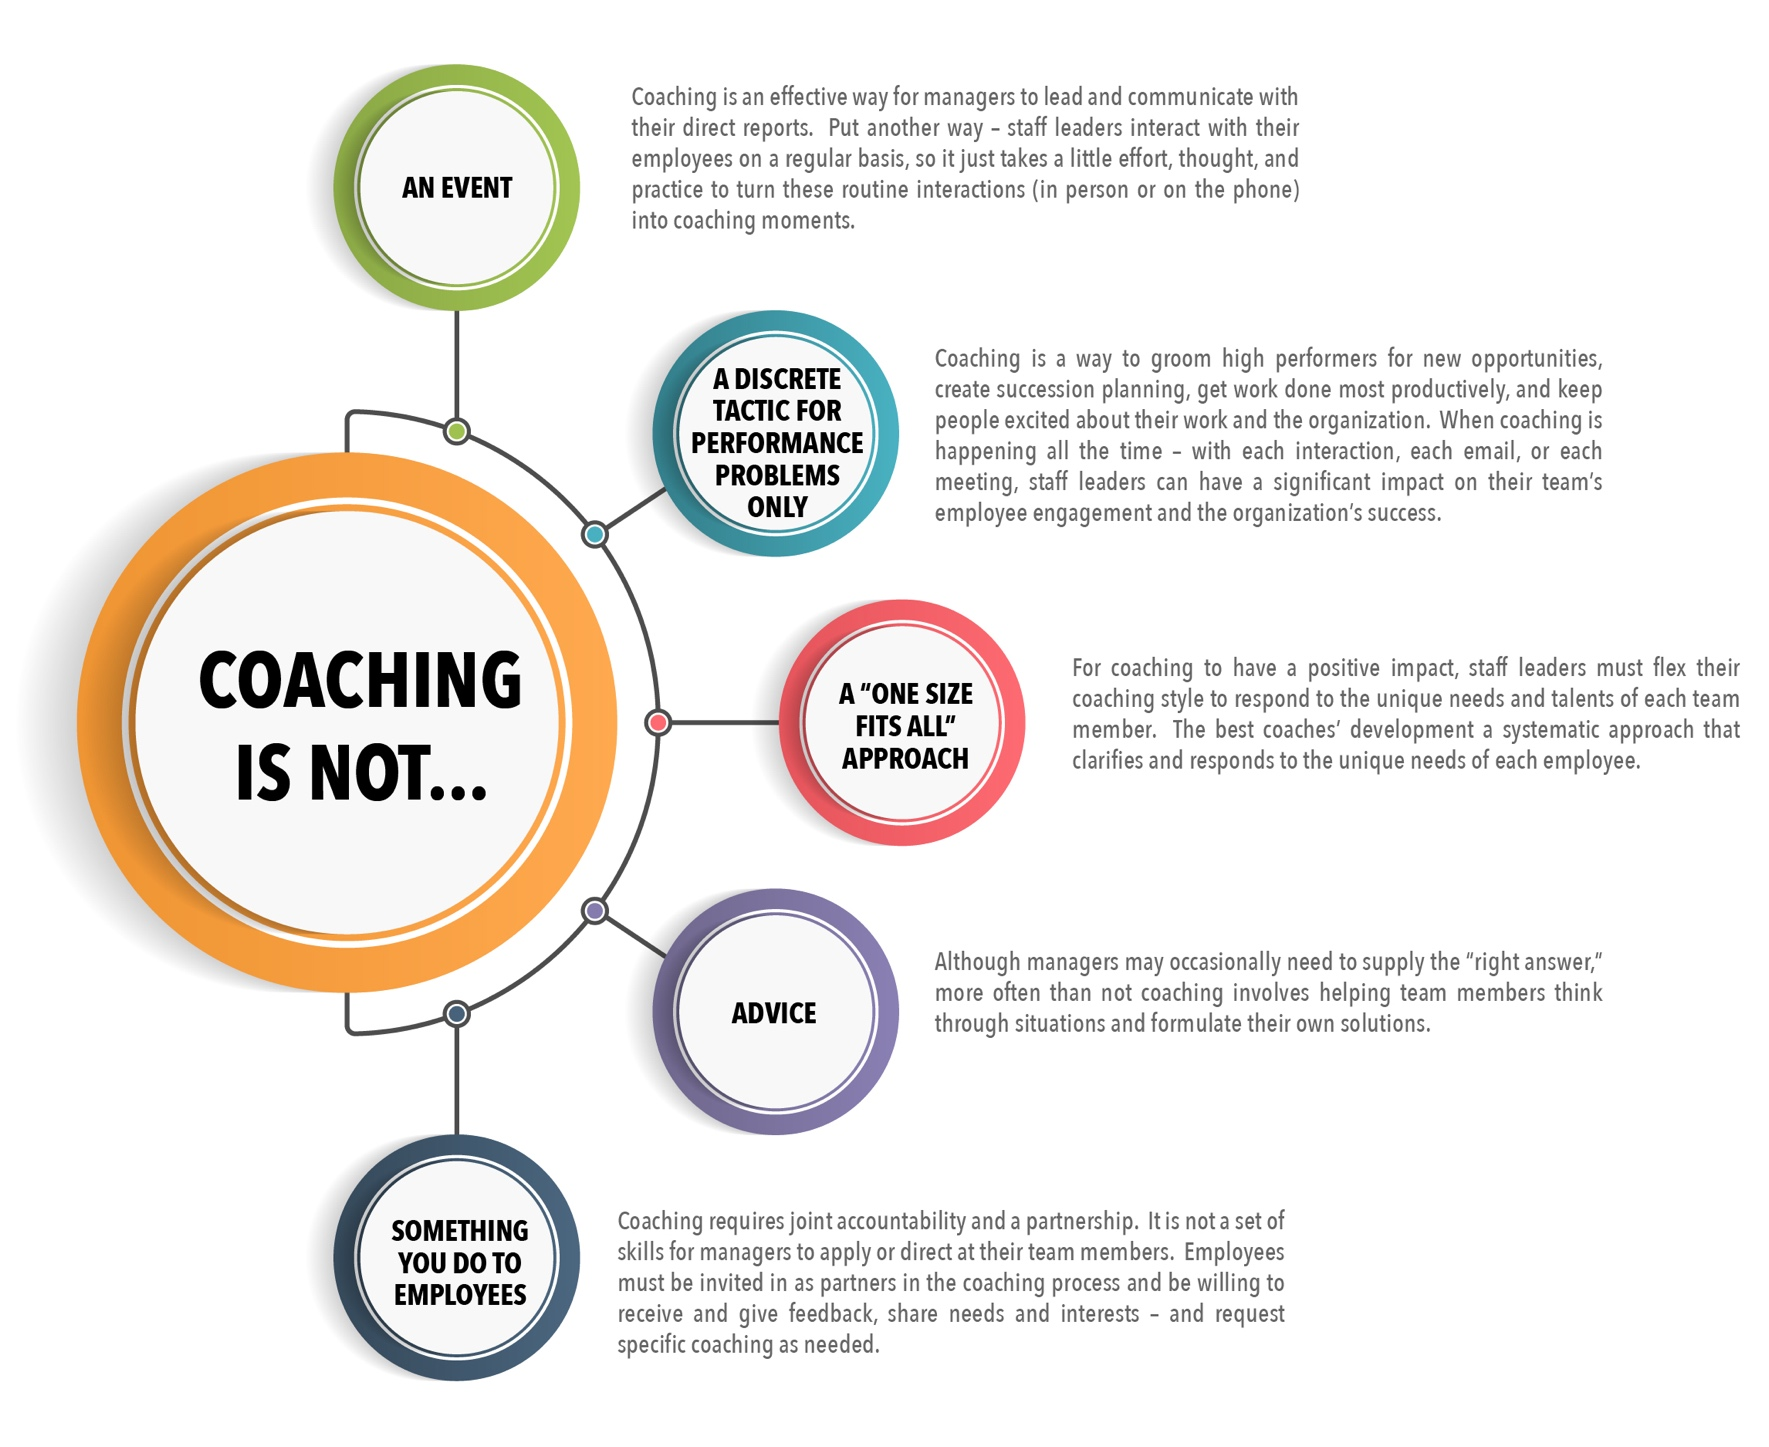 COACHING
IS NOT...
AN EVENT
Coaching is an effective way for managers to lead and communicate with
their direct reports. Put another way – staff leaders interact with their
employees on a regular basis, so it just takes a little effort, thought, and
practice to turn these routine interactions (in person or on the phone)
into coaching moments.
A DISCRETE
TACTIC FOR
PERFORMANCE
PROBLEMS
ONLY
Coaching is a way to groom high performers for new opportunities,
create succession planning, get work done most productively, and keep
people excited about their work and the organization. When coaching is
happening all the time – with each interaction, each email, or each
meeting, staff leaders can have a significant impact on their team's
employee engagement and the organization's success.
A "ONE SIZE
FITS ALL"
APPROACH
For coaching to have a positive impact, staff leaders must flex their
coaching style to respond to the unique needs and talents of each team
member. The best coaches' development a systematic approach that
clarifies and responds to the unique needs of each employee.
ADVICE
Although managers may occasionally need to supply the "right answer,"
more often than not coaching involves helping team members think
through situations and formulate their own solutions.
SOMETHING
YOU DO TO
EMPLOYEES
Coaching requires joint accountability and a partnership. It is not a set of
skills for managers to apply or direct at their team members. Employees
must be invited in as partners in the coaching process and be willing to
receive and give feedback, share needs and interests – and request
specific coaching as needed.